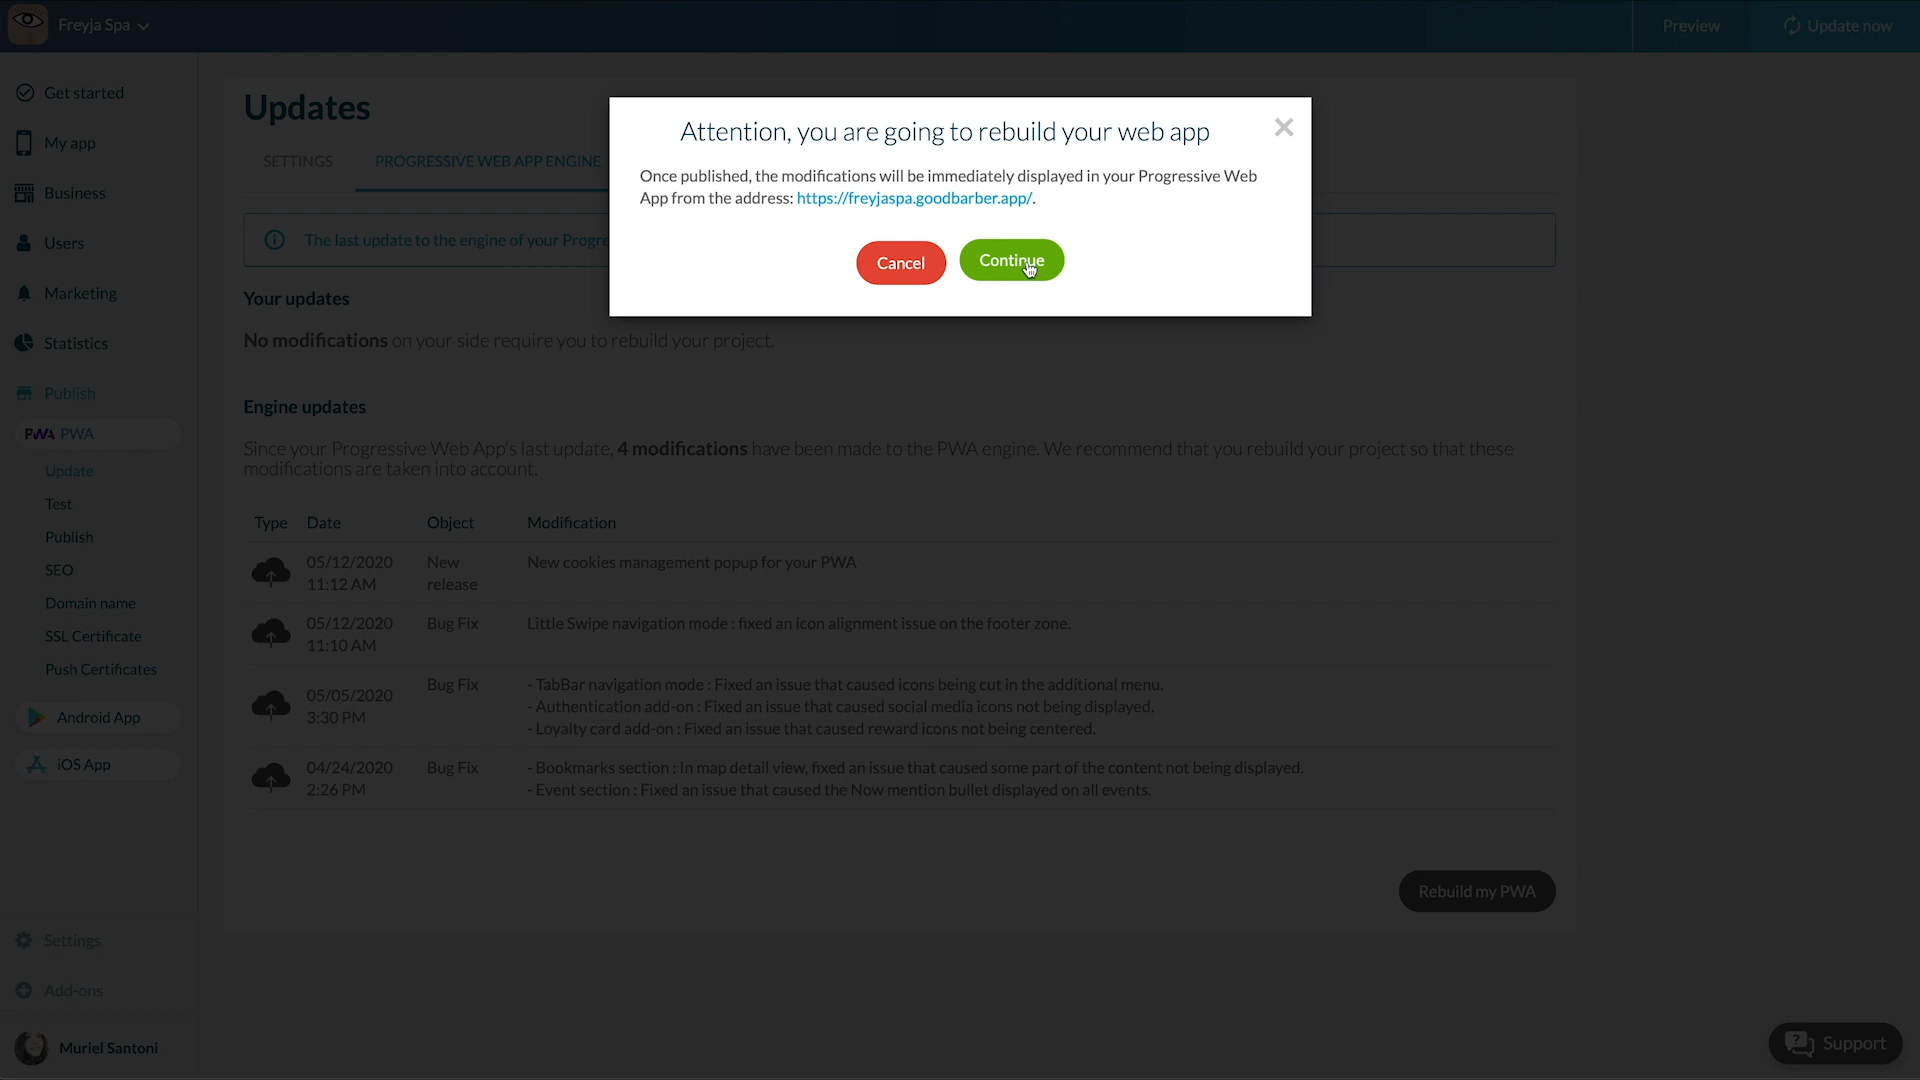 Freyja Spa
Preview
Update now
Get started
My app
Business
Users
Marketing
Statistics
Publish
PWA PWA
Update
Test
Publish
SEO
Domain name
SSL Certificate
Push Certificates
Android App
iOS App
Settings
Add-ons
Muriel Santoni
Updates
SETTINGS
PROGRESSIVE WEB APP ENGINE
The last update to the engine of your Progre
Attention, you are going to rebuild your web app
Once published, the modifications will be immediately displayed in your Progressive Web
App from the address: https://freyjaspa.goodbarber.app/.
Cancel
Continue
Your updates
No modifications on your side require you to rebuild your project.
Engine updates
Since your Progressive Web App's last update, 4 modifications have been made to the PWA engine. We recommend that you rebuild your project so that these
modifications are taken into account.
Type Date Object Modification
05/12/2020 New New cookies management popup for your PWA
11:12 AM release
05/12/2020 Bug Fix Little Swipe navigation mode : fixed an icon alignment issue on the footer zone.
11:10 AM
Bug Fix - TabBar navigation mode : Fixed an issue that caused icons being cut in the additional menu.
05/05/2020 - Authentication add-on : Fixed an issue that caused social media icons not being displayed.
3:30 PM - Loyalty card add-on : Fixed an issue that caused reward icons not being centered.
04/24/2020 Bug Fix - Bookmarks section : In map detail view, fixed an issue that caused some part of the content not being displayed.
2:26 PM - Event section : Fixed an issue that caused the Now mention bullet displayed on all events.
Rebuild my PWA
Support